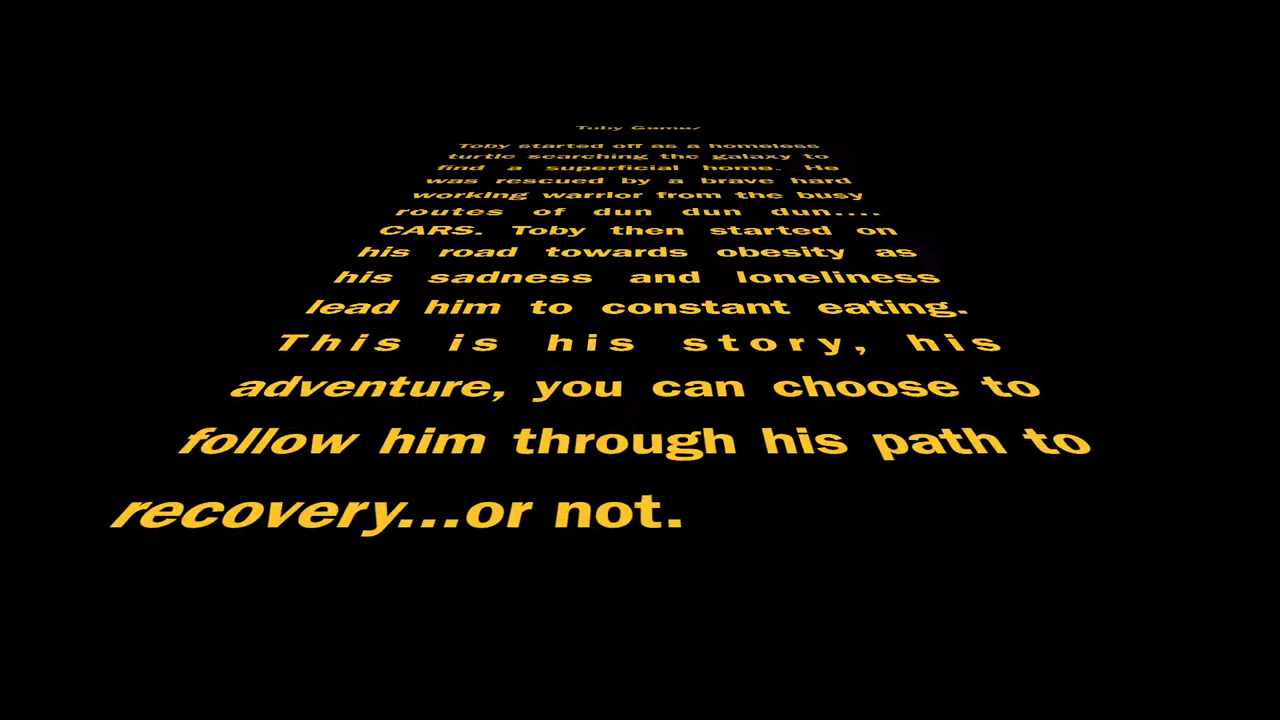 Toby
Toby started off as a homeless
turtle searching the galaxy to
find a superficial home. He
was rescued by a brave hard
working warrior from the busy
routes of dun dun dun....
CARS. Toby then started on
his road towards obesity as
his sadness and loneliness
lead him to constant eating.
This is his story, his
adventure, you can choose to
follow him through his path to
recovery...or not.